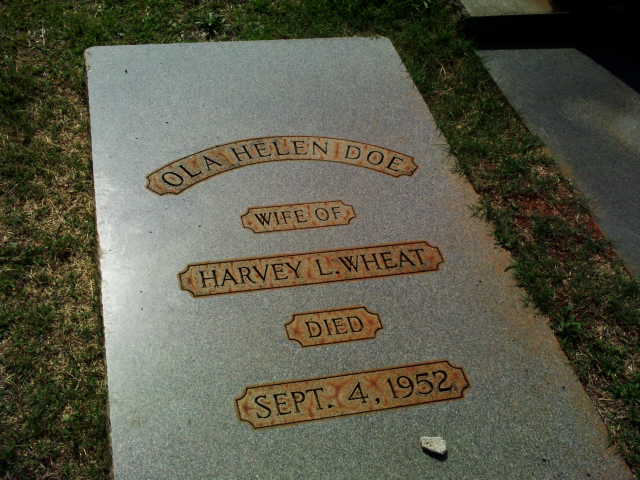 OLA HELEN DOE
WIFE OF
HARVEY L. WHEAT
DIED
SEPT. 4, 1952.